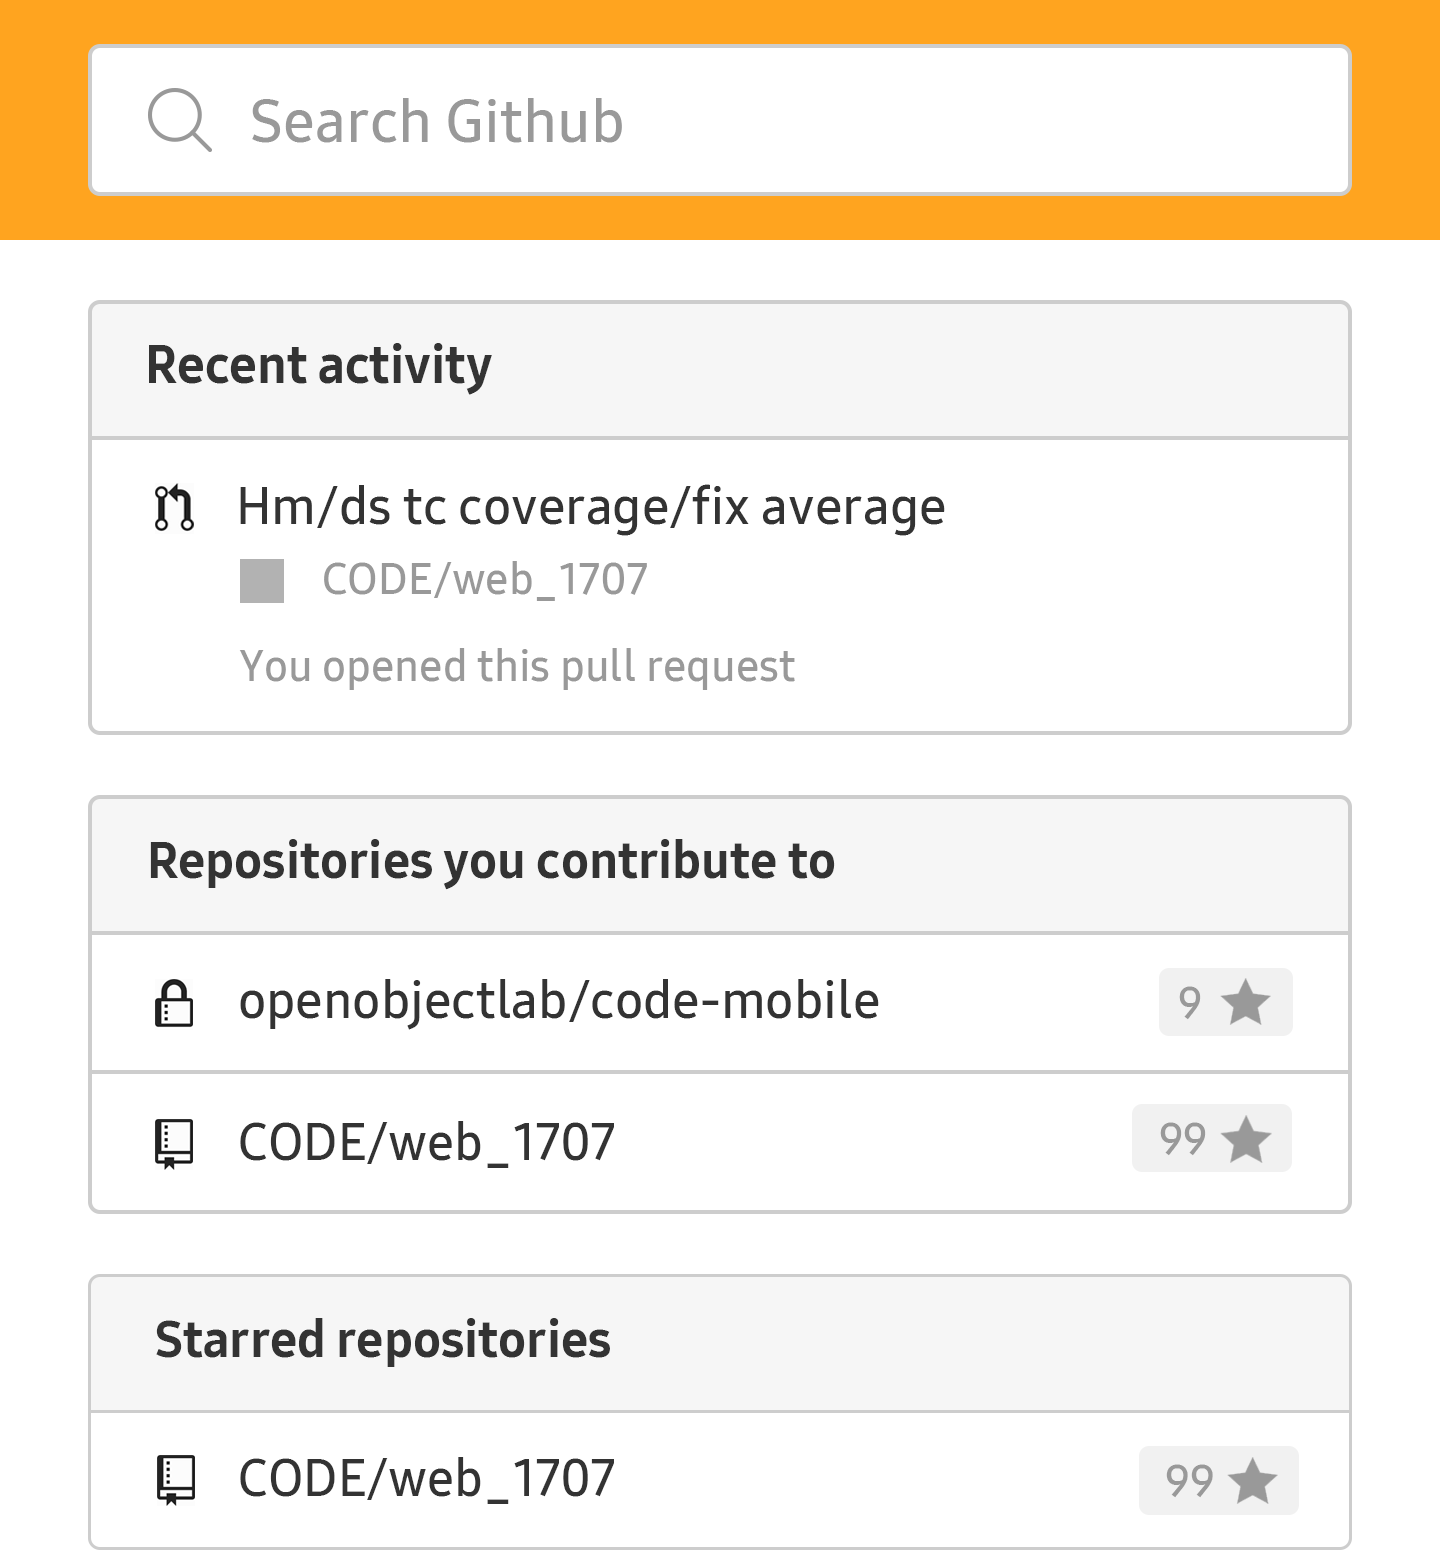 Search Github
Recent activity
Hm/ds tc coverage/fix average
CODE/web_1707
You opened this pull request
Repositories you contribute to
openobjectlab/code-mobile
9
CODE/web_1707
99
Starred repositories
CODE/web_1707
99